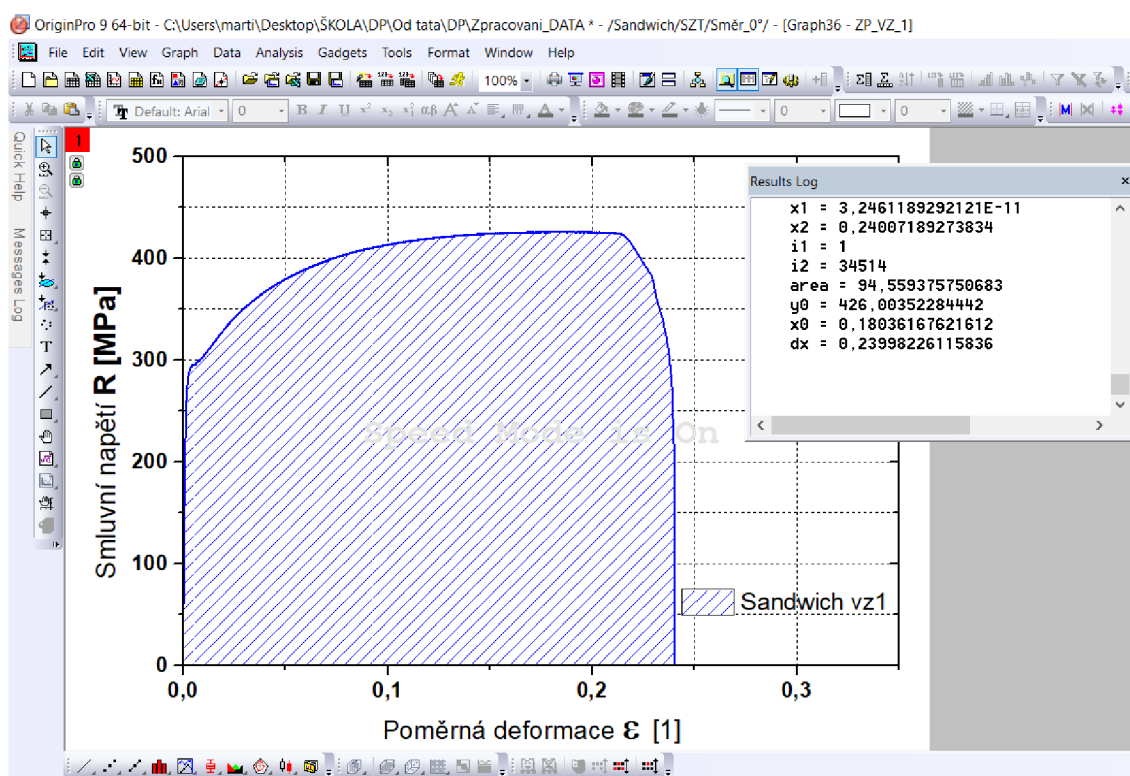 OriginPro 9 64-bit - C:\Users\marti\Desktop\ŠKOLA\DP\Od tata\DP\Zpracovani_DATA * - /Sandwich/SZT/Směr_0°/ - [Graph36 - ZP_VZ_1]
File Edit View Graph Data Analysis Gadgets Tools Format Window Help
100%
Default: Arial 0 B I U 0 0
Quick Help
Messages Log
1
Results Log
x1 = 3,2461189292121E-11
x2 = 0,24007189273834
i1 = 1
i2 = 34514
area = 94,559375750683
y0 = 426,00352284442
x0 = 0,18036167621612
dx = 0,23998226115836
Smluvní napětí R [MPa]
500
400
300
200
100
0
Speed Mode is On
Sandwich vz1
0,0 0,1 0,2 0,3
Poměrná deformace ε [1]